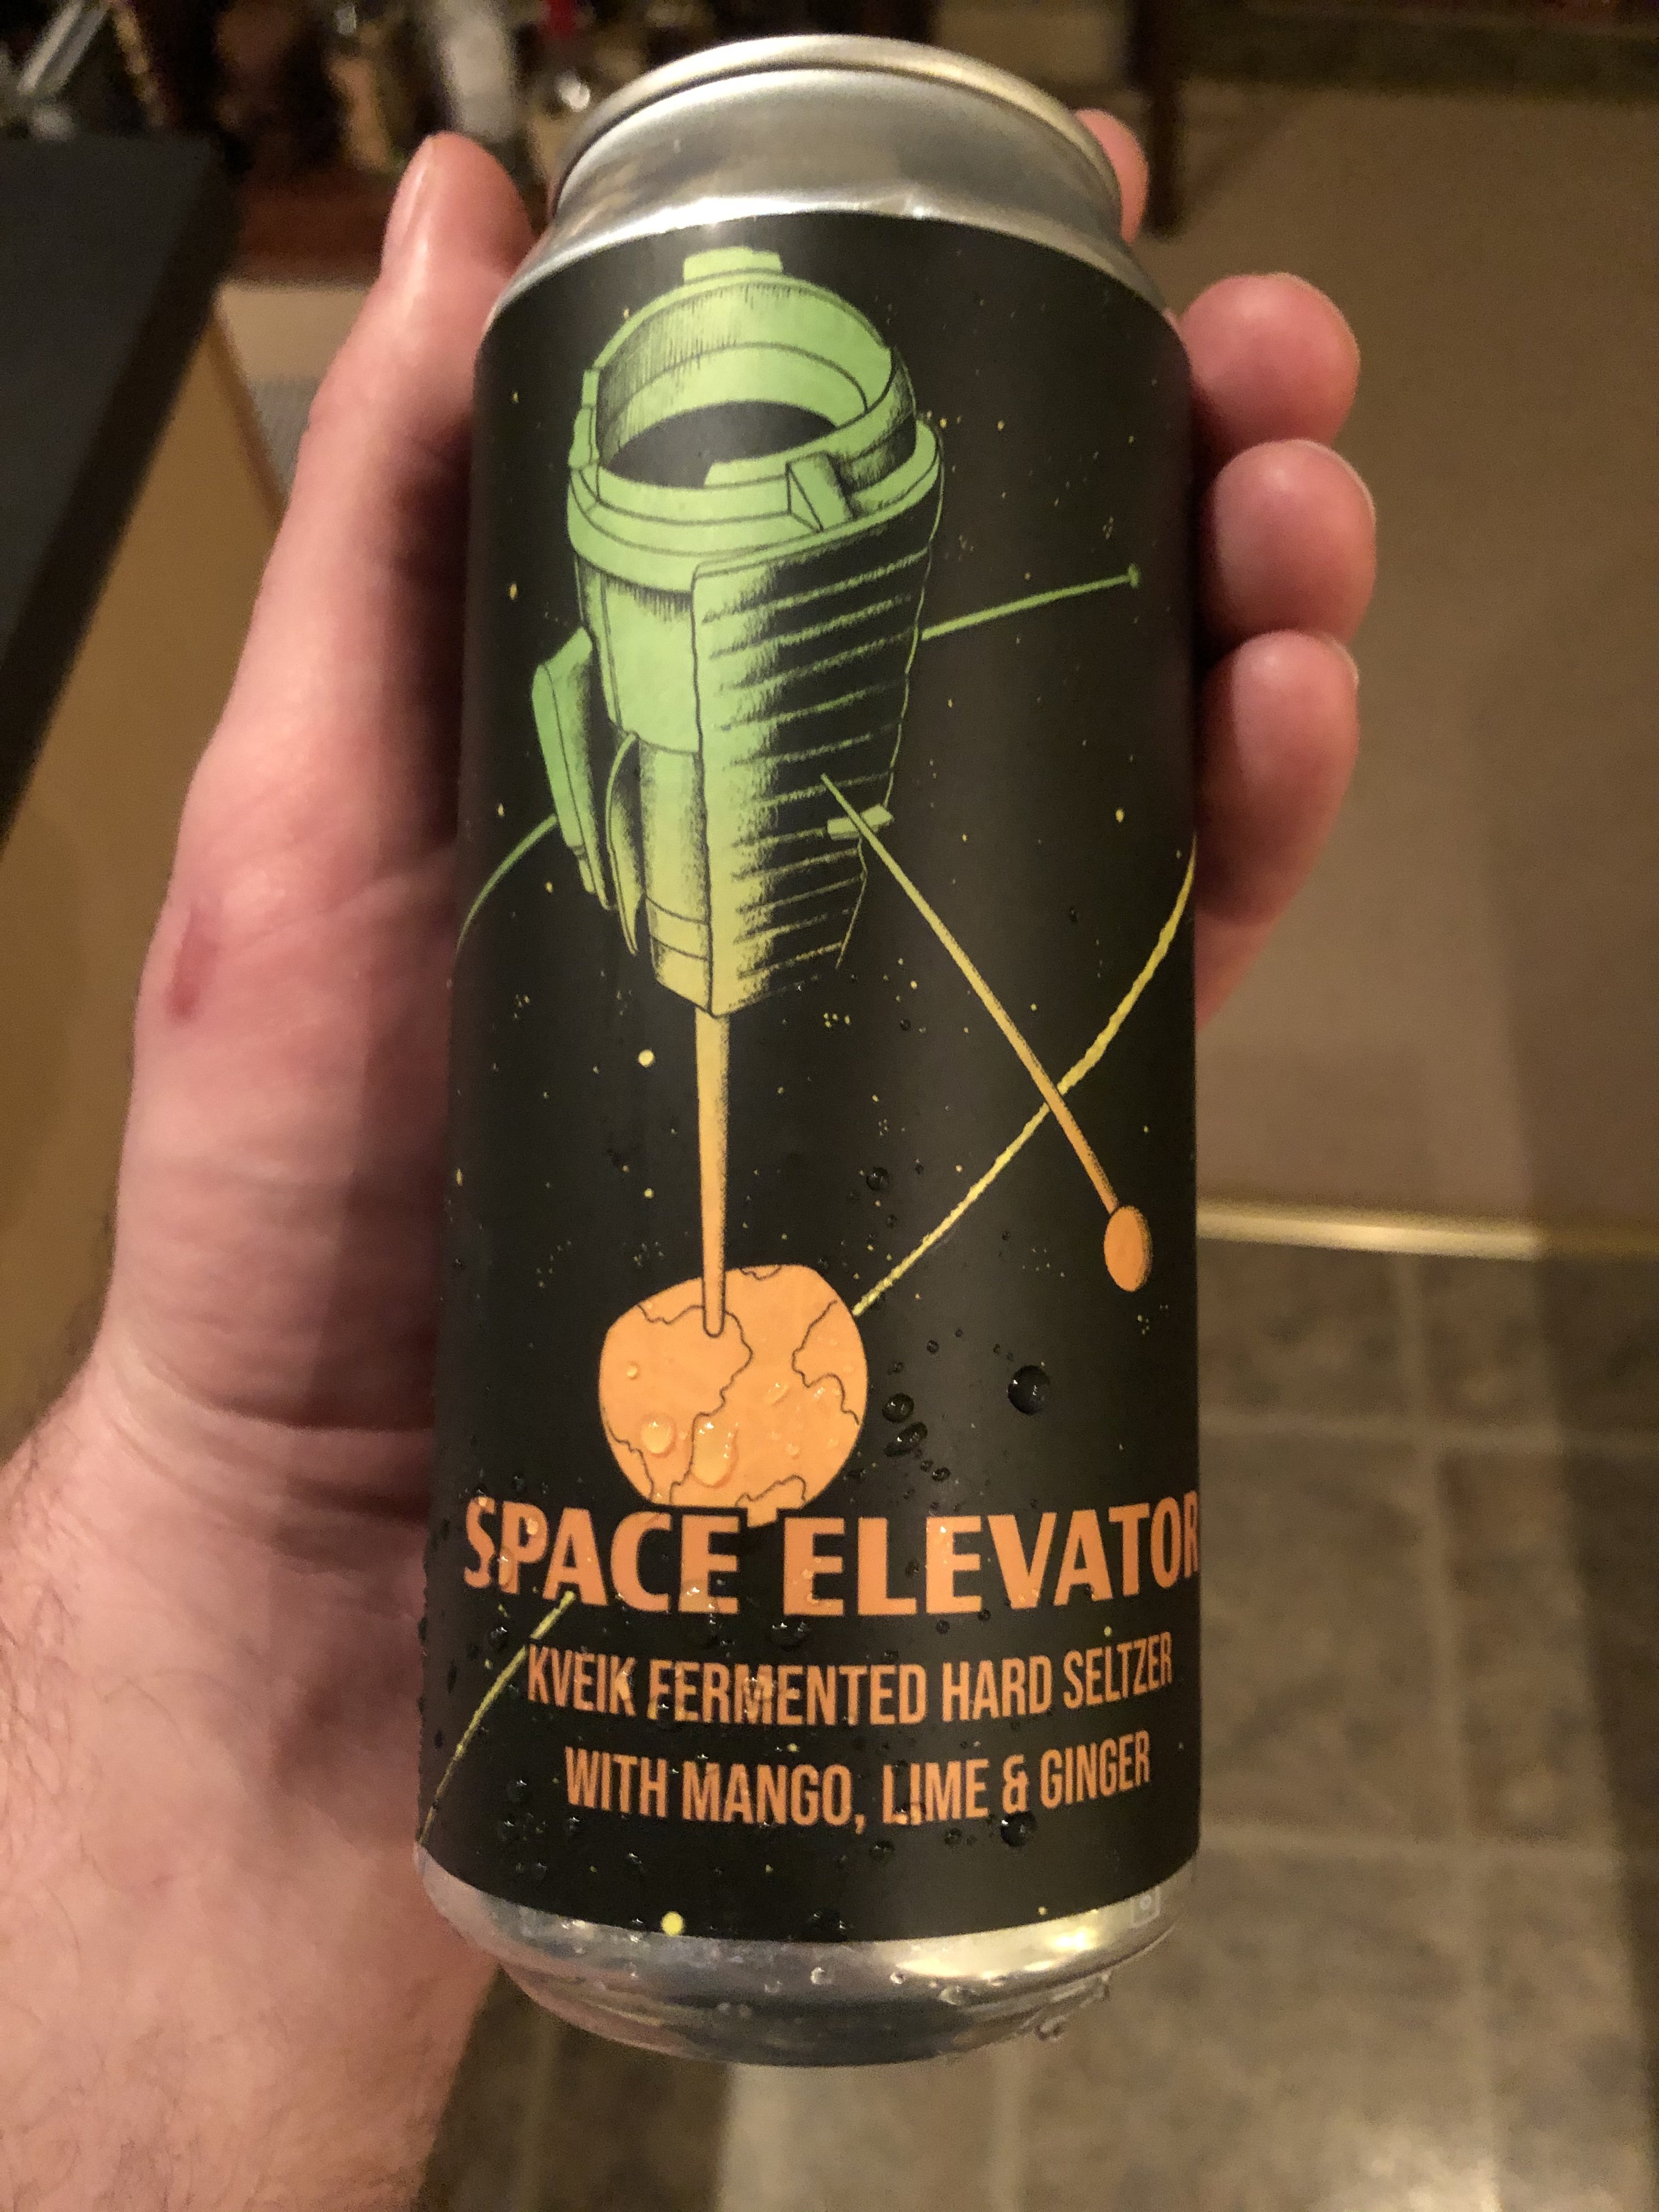 SPACE ELEVATOR
KVEIK FERMENTED HARD SELTZER
WITH MANGO, LIME & GINGER